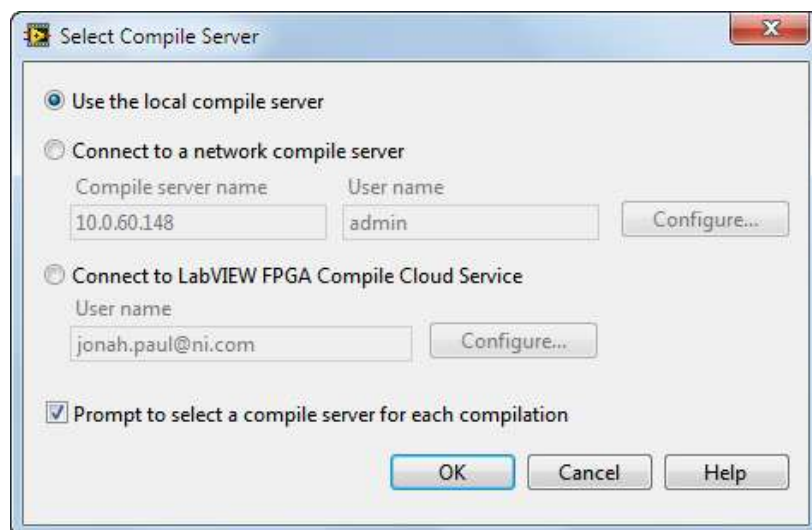 Select Compile Server
Use the local compile server
Connect to a network compile server
Compile server name User name
10.0.60.148 admin Configure...
Connect to LabVIEW FPGA Compile Cloud Service
User name
jonah.paul@ni.com Configure...
Prompt to select a compile server for each compilation
OK Cancel Help